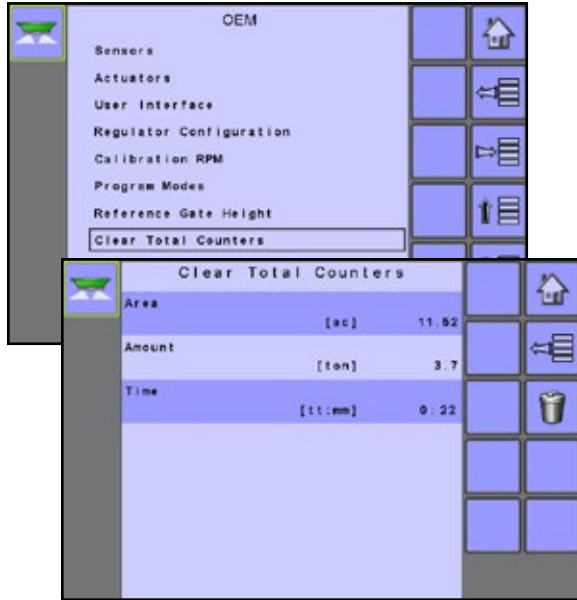 OEM
Sensors
Actuators
User Interface
Regulator Configuration
Calibration RPM
Program Modes
Reference Gate Height
Clear Total Counters
Clear Total Counters
Area
[ac] 11.52
Amount
[ton] 3.7
Time
[tt:mm] 0:22